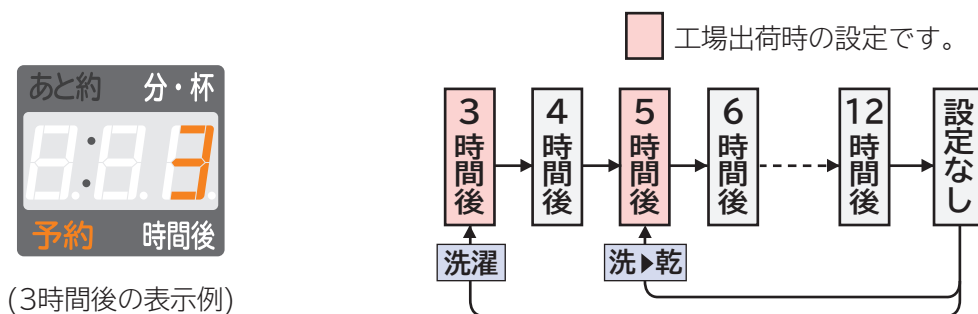 工場出荷時の設定です。
あと約 分・杯
3
予約 時間後
(3時間後の表示例)
3時間後
4時間後
5時間後
6時間後
12時間後
設定なし
洗濯
洗▶乾